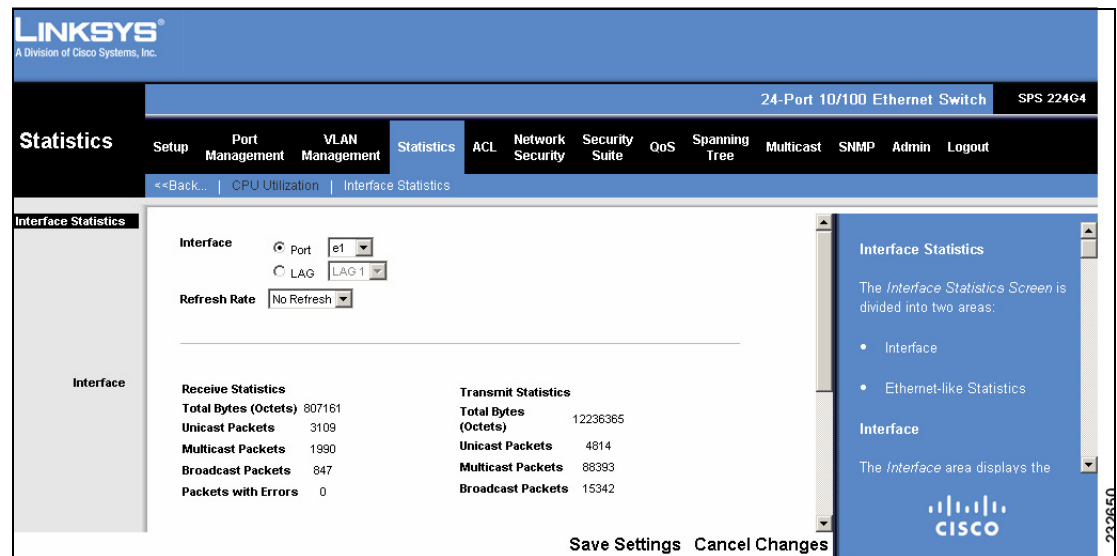 LINKSYS®
A Division of Cisco Systems, Inc.
24-Port 10/100 Ethernet Switch SPS 224G4
Statistics
Setup Port Management VLAN Management Statistics ACL Network Security Security Suite QoS Spanning Tree Multicast SNMP Admin Logout
<<Back... | CPU Utilization | Interface Statistics
Interface Statistics
Interface Port e1
LAG LAG 1
Refresh Rate No Refresh
Interface
Receive Statistics
Total Bytes (Octets) 807161
Unicast Packets 3109
Multicast Packets 1990
Broadcast Packets 847
Packets with Errors 0
Transmit Statistics
Total Bytes
(Octets) 12236365
Unicast Packets 4814
Multicast Packets 88393
Broadcast Packets 15342
Interface Statistics
The Interface Statistics Screen is
divided into two areas:
• Interface
• Ethernet-like Statistics
Interface
The Interface area displays the
CISCO
Save Settings Cancel Changes
232650